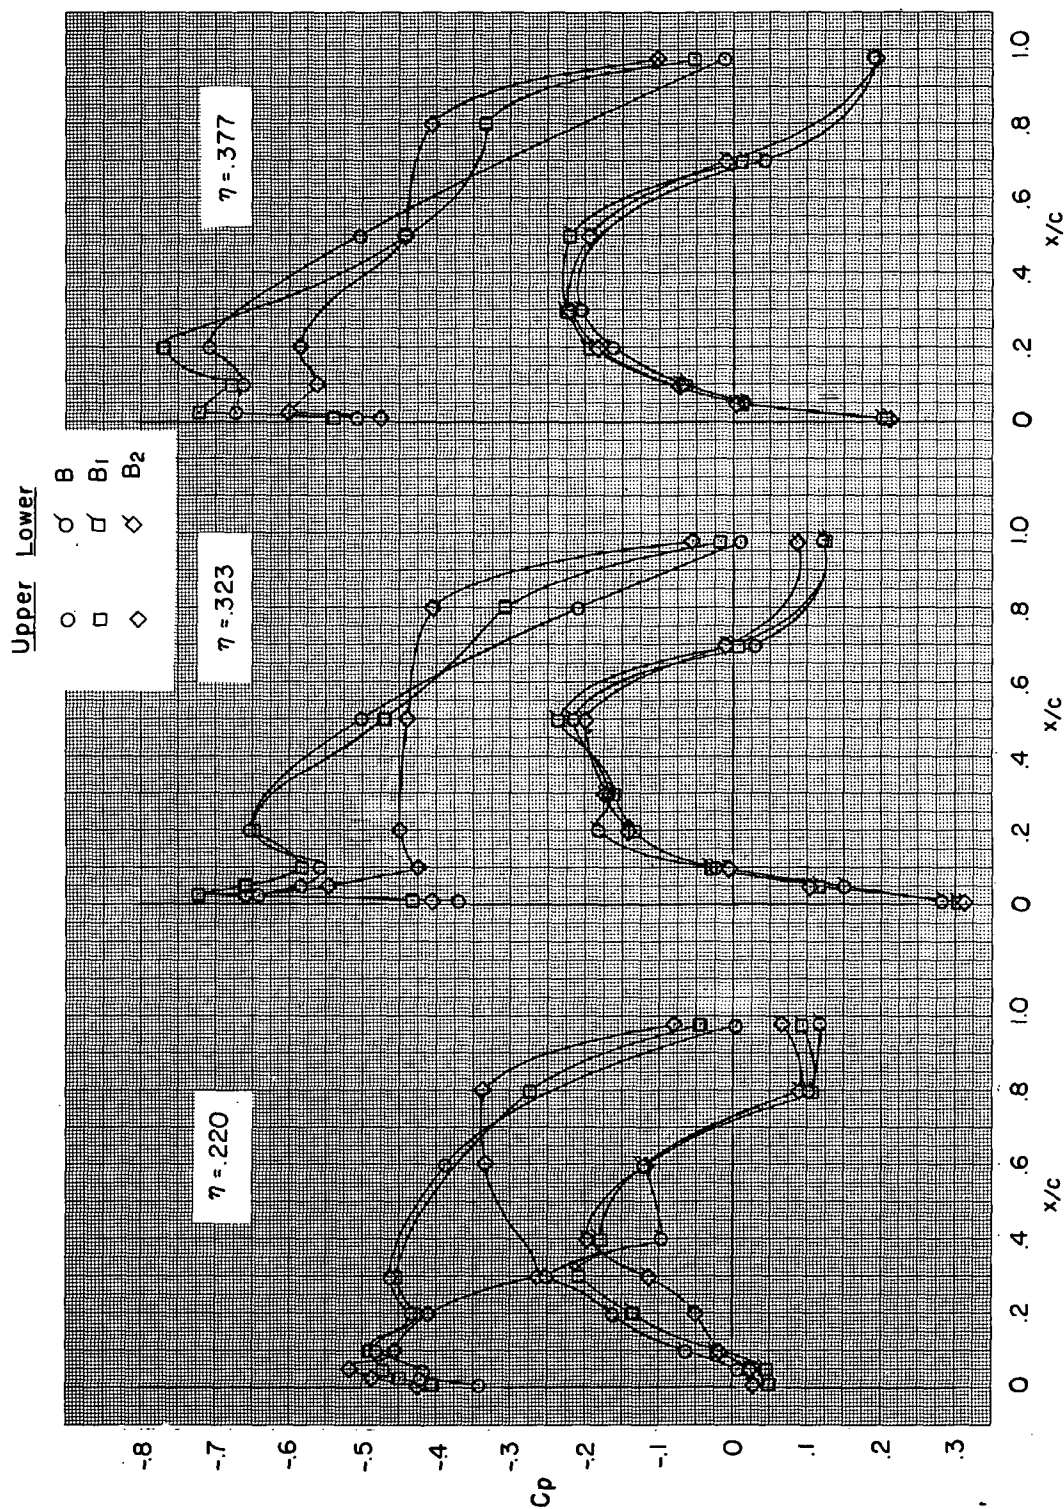 Upper Lower
B
B1
B2
η = .220
η = .323
η = .377
-.8
-.7
-.6
-.5
-.4
-.3
-.2
-.1
0
.1
.2
.3
Cp
0 .2 .4 .6 .8 1.0
0 .2 .4 .6 .8 1.0
0 .2 .4 .6 .8 1.0
x/c
x/c
x/c